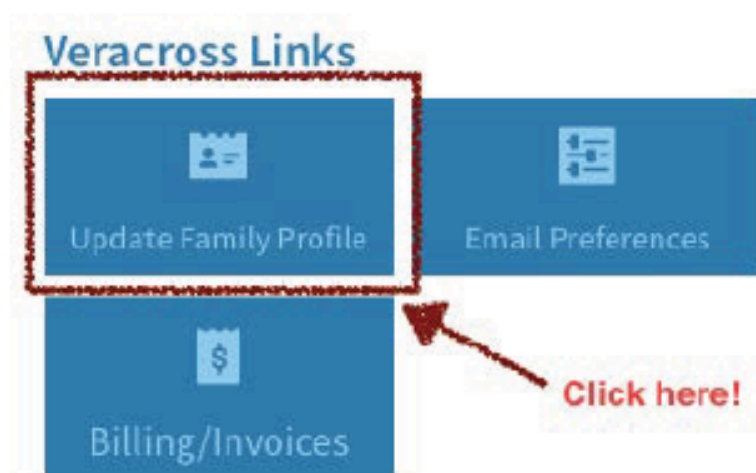 Veracross Links
Update Family Profile
Email Preferences
Click here!
Billing/Invoices